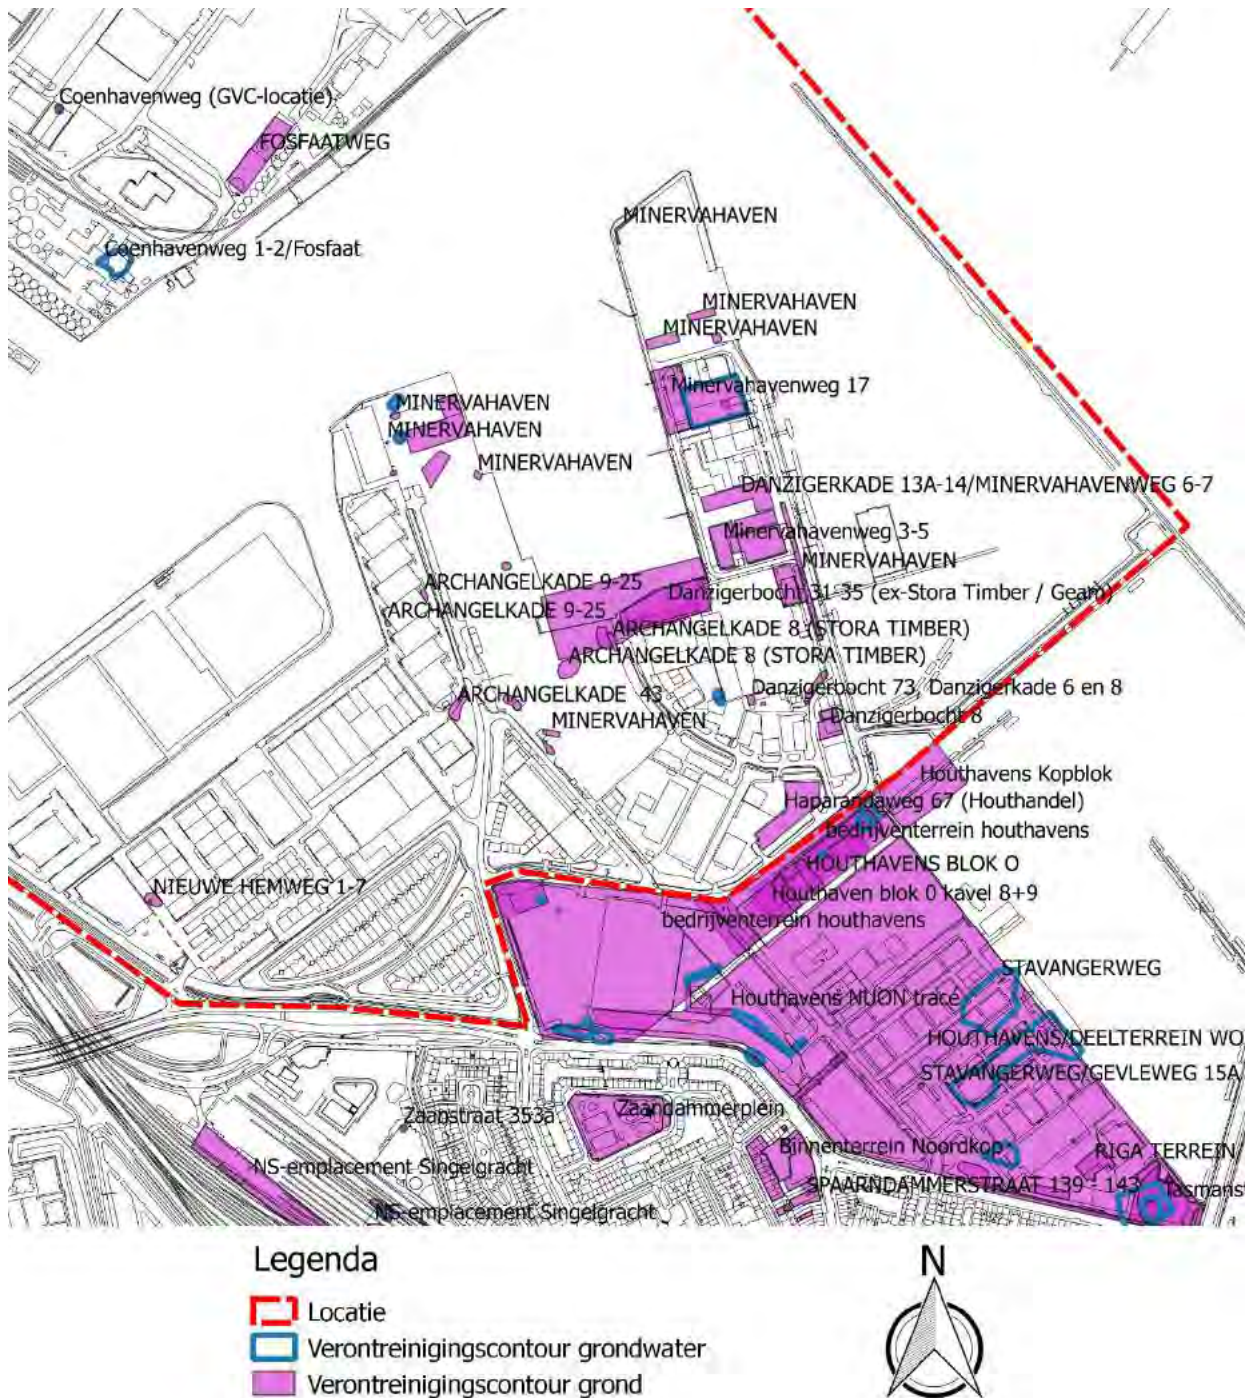 Coenhavenweg (GVC-locatie)
FOSFAATWEG
MINERVAHAVEN
Coenhavenweg 1-2/Fosfaat
MINERVAHAVEN
MINERVAHAVEN
Minervahavenweg 17
MINERVAHAVEN
MINERVAHAVEN
MINERVAHAVEN
DANZIGERKADE 13A-14/MINERVAHAVENWEG 6-7
Minervahavenweg 3-5
MINERVAHAVEN
ARCHANGELKADE 9-25
Danzigerbocht 31-35 (ex-Stora Timber / Geam)
ARCHANGELKADE 9-25
ARCHANGELKADE 8 (STORA TIMBER)
ARCHANGELKADE 8 (STORA TIMBER)
Danzigerbocht 73, Danzigerkade 6 en 8
ARCHANGELKADE 43
MINERVAHAVEN
Danzigerbocht 8
Houthavens Kopblok
Haparandaweg 67 (Houthandel)
bedrijventerrein houthavens
HOUTHAVENS BLOK O
NIEUWE HEMWEG 1-7
Houthaven blok 0 kavel 8+9
bedrijventerrein houthavens
STAVANGERWEG
Houthavens NUON tracé
HOUTHAVENS/DEELTERREIN WO
STAVANGERWEG/GEVLEWEG 15A
Zaanstraat 353a
Zaandammerplein
Binnenterrein Noordkop
RIGA TERREIN
NS-emplacement Singelgracht
SPAARNDAMMERSTRAAT 139 - 143
Tasmanst
NS-emplacement Singelgracht
Legenda
N
Locatie
Verontreinigingscontour grondwater
Verontreinigingscontour grond